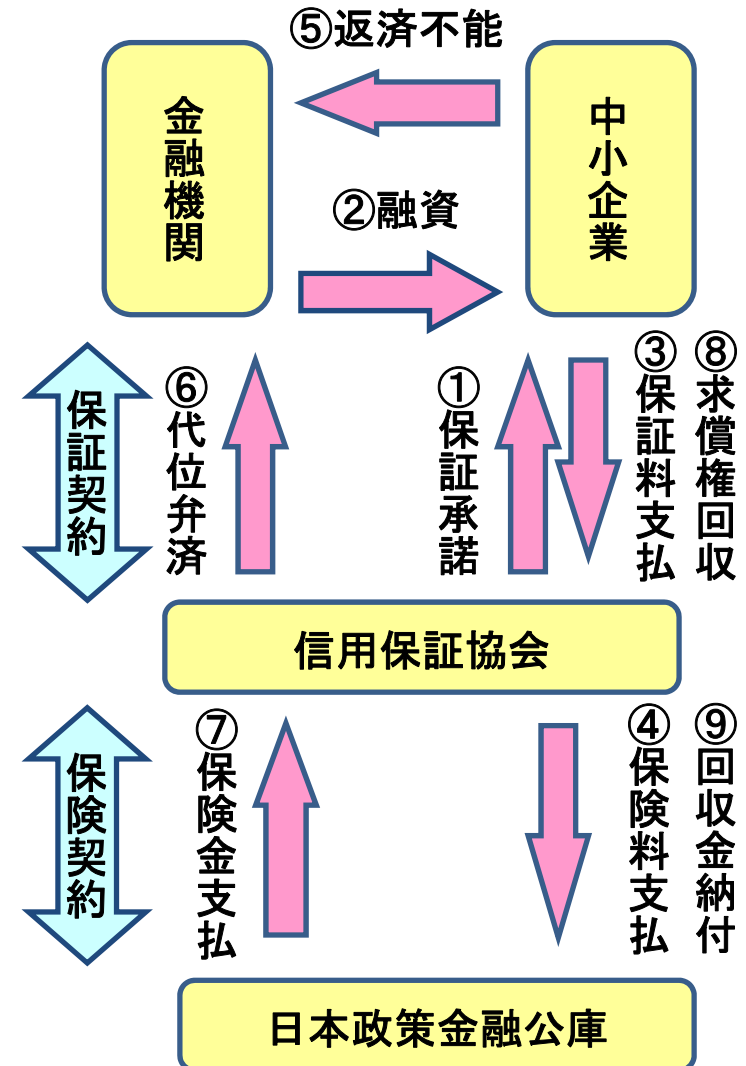 ⑤返済不能
金融機関
中小企業
②融資
保証契約
⑥代位弁済
①保証承諾
③保証料支払
⑧求償権回収
信用保証協会
保険契約
⑦保険金支払
④保険料支払
⑨回収金納付
日本政策金融公庫